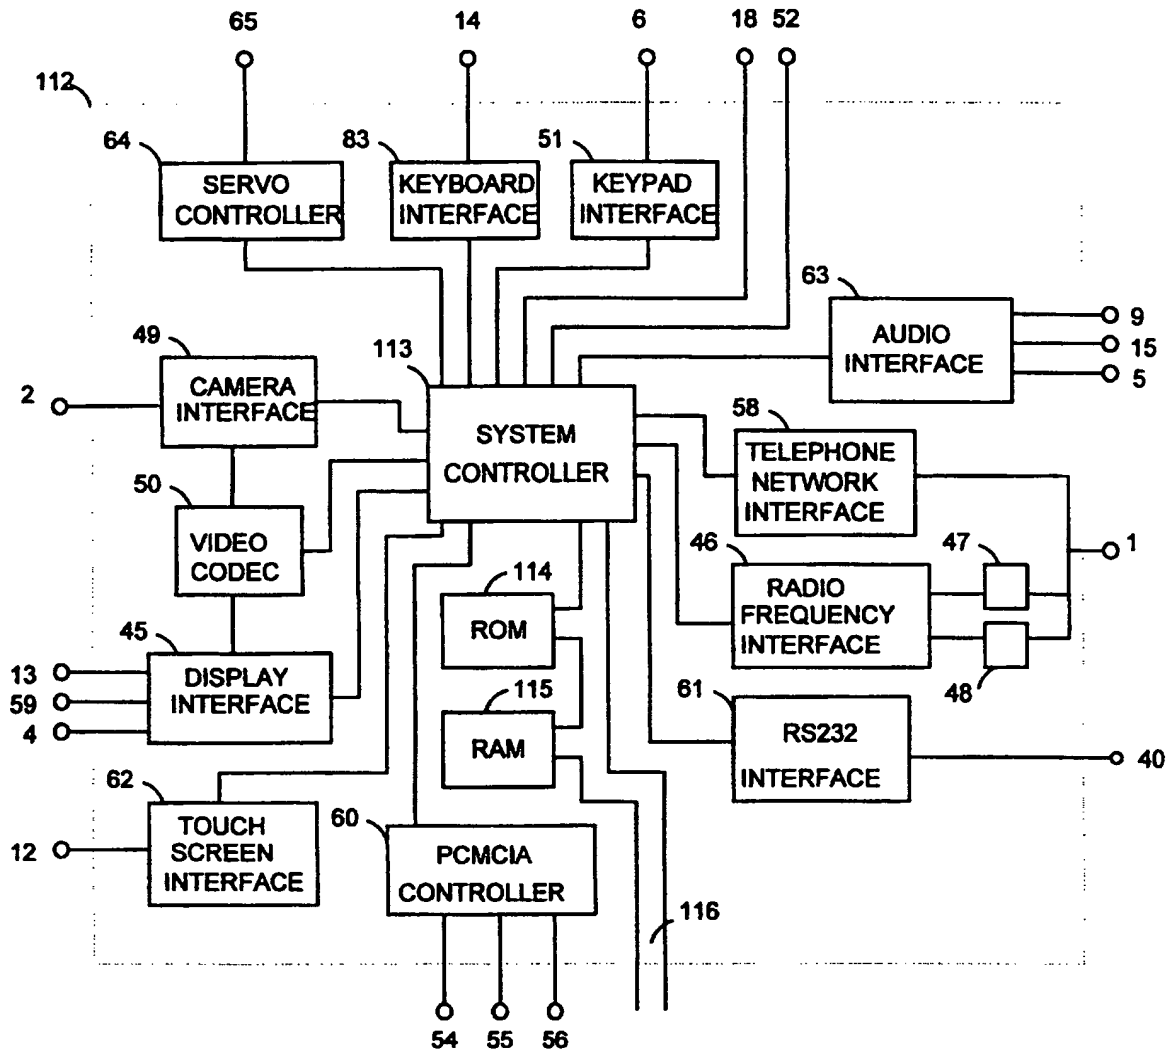 65
14
6
18
52
112
64
83
51
SERVO
CONTROLLER
KEYBOARD
INTERFACE
KEYPAD
INTERFACE
63
AUDIO
INTERFACE
9
15
5
49
113
2
CAMERA
INTERFACE
SYSTEM
CONTROLLER
58
TELEPHONE
NETWORK
INTERFACE
50
VIDEO
CODEC
46
47
1
RADIO
FREQUENCY
INTERFACE
48
114
ROM
45
13
59
4
DISPLAY
INTERFACE
115
RAM
61
RS232
INTERFACE
40
62
12
TOUCH
SCREEN
INTERFACE
60
PCMCIA
CONTROLLER
116
54
55
56